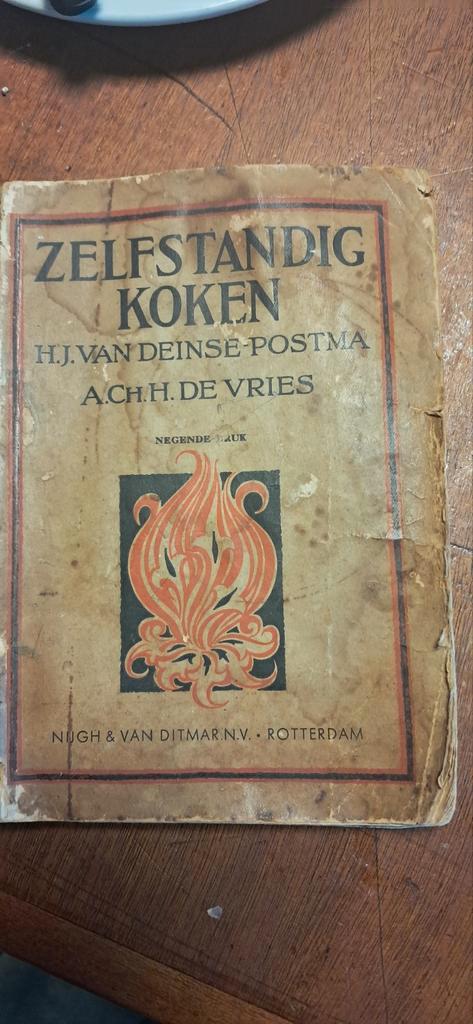 ZELFSTANDIG
KOKEN
H.J. VAN DEINSE-POSTMA
A.CH.H. DE VRIES
NEGENDE DRUK
NIJGH & VAN DITMAR N.V. • ROTTERDAM